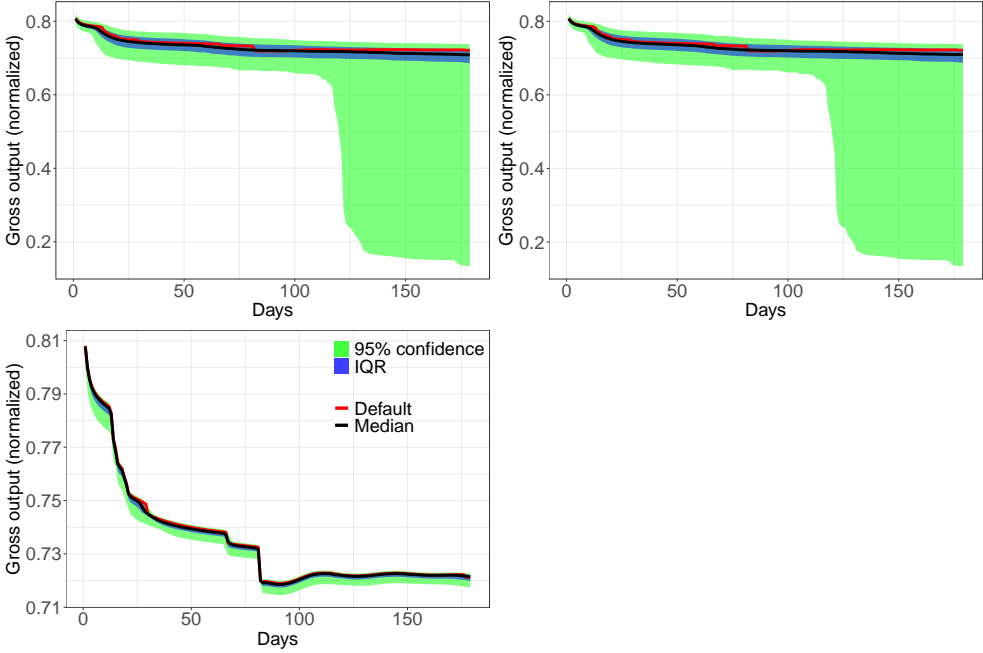 Gross output (normalized)
0.8
0.6
0.4
0.2
0 50 100 150
Days
Gross output (normalized)
0.8
0.6
0.4
0.2
0 50 100 150
Days
Gross output (normalized)
0.81
0.79
0.77
0.75
0.73
0.71
95% confidence
IQR
Default
Median
0 50 100 150
Days